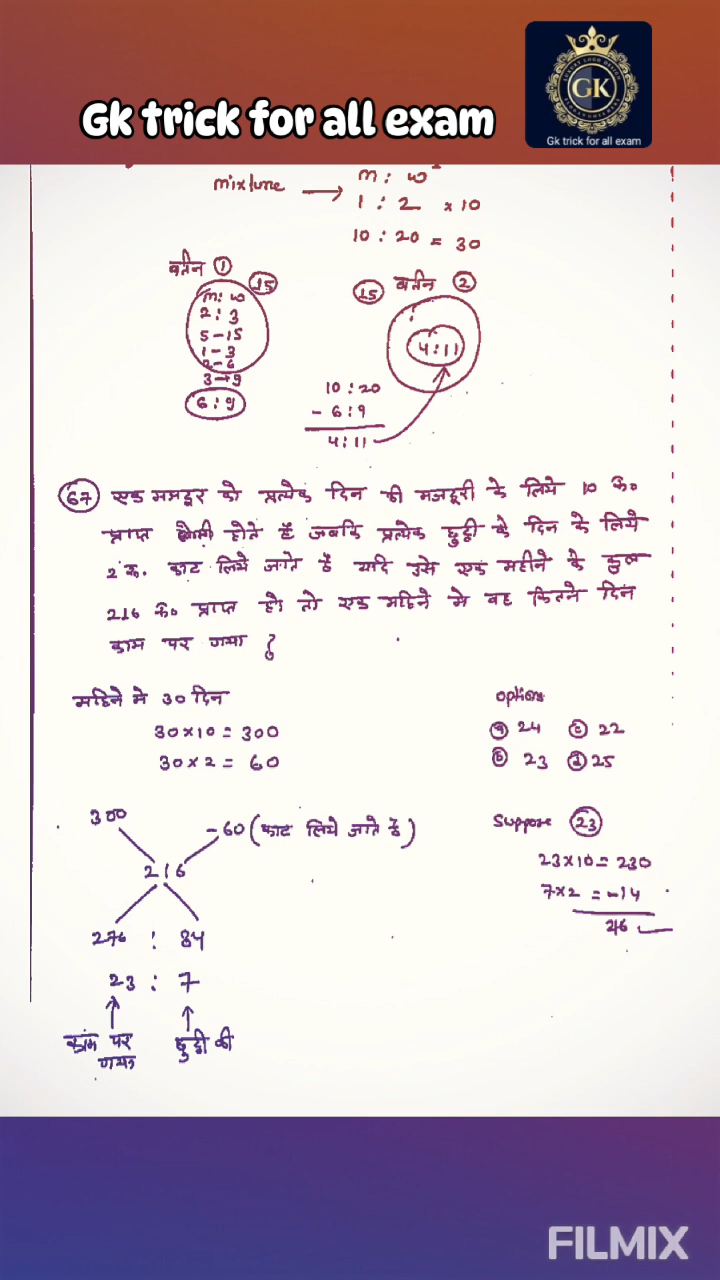 Gk trick for all exam
GK
Gk trick for all exam
mixture → m : w
1 : 2 × 10
10 : 20 = 30
बर्तन ① ⑮
m : w
2 : 3
5 - 15
1 - 3
2 - 6
3 → 9
6 : 9
⑮ बर्तन ②
4 : 11
10 : 20
- 6 : 9
4 : 11
67 एक मजदूर को प्रत्येक दिन की मजदूरी के लिये 10 रू०
प्राप्त होते हैं जबकि प्रत्येक छुट्टी के दिन के लिये
2 रू. काट लिये जाते हैं यदि उसे एक महीने के कुल
216 रू० प्राप्त हो तो एक महिने मे वह कितने दिन
काम पर गया ?
महिने मे 30 दिन
30 × 10 = 300
30 × 2 = 60
options
ⓐ 24 ⓒ 22
ⓑ 23 ⓓ 25
300 - 60 (काट लिये जाते हैं)
216
276 : 84
23 : 7
काम पर गया
छुट्टी की
Suppose 23
23 × 10 = 230
7 × 2 = - 14
216
FILMIX